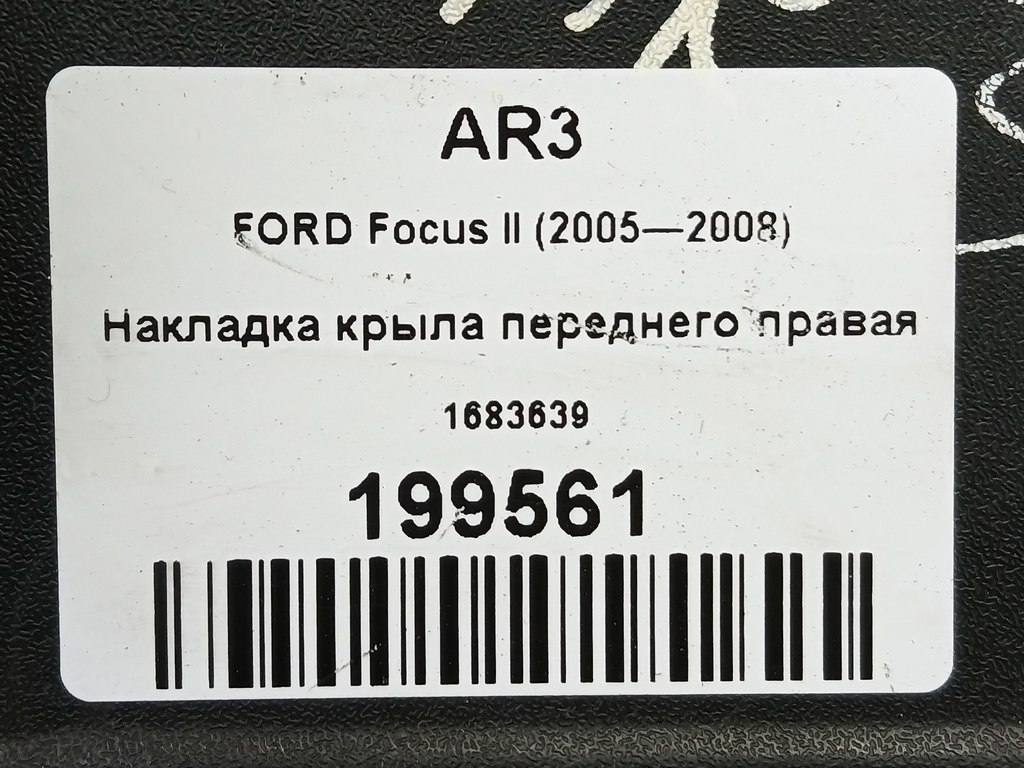 AR3
FORD Focus II (2005—2008)
Накладка крыла переднего правая
1683639
199561